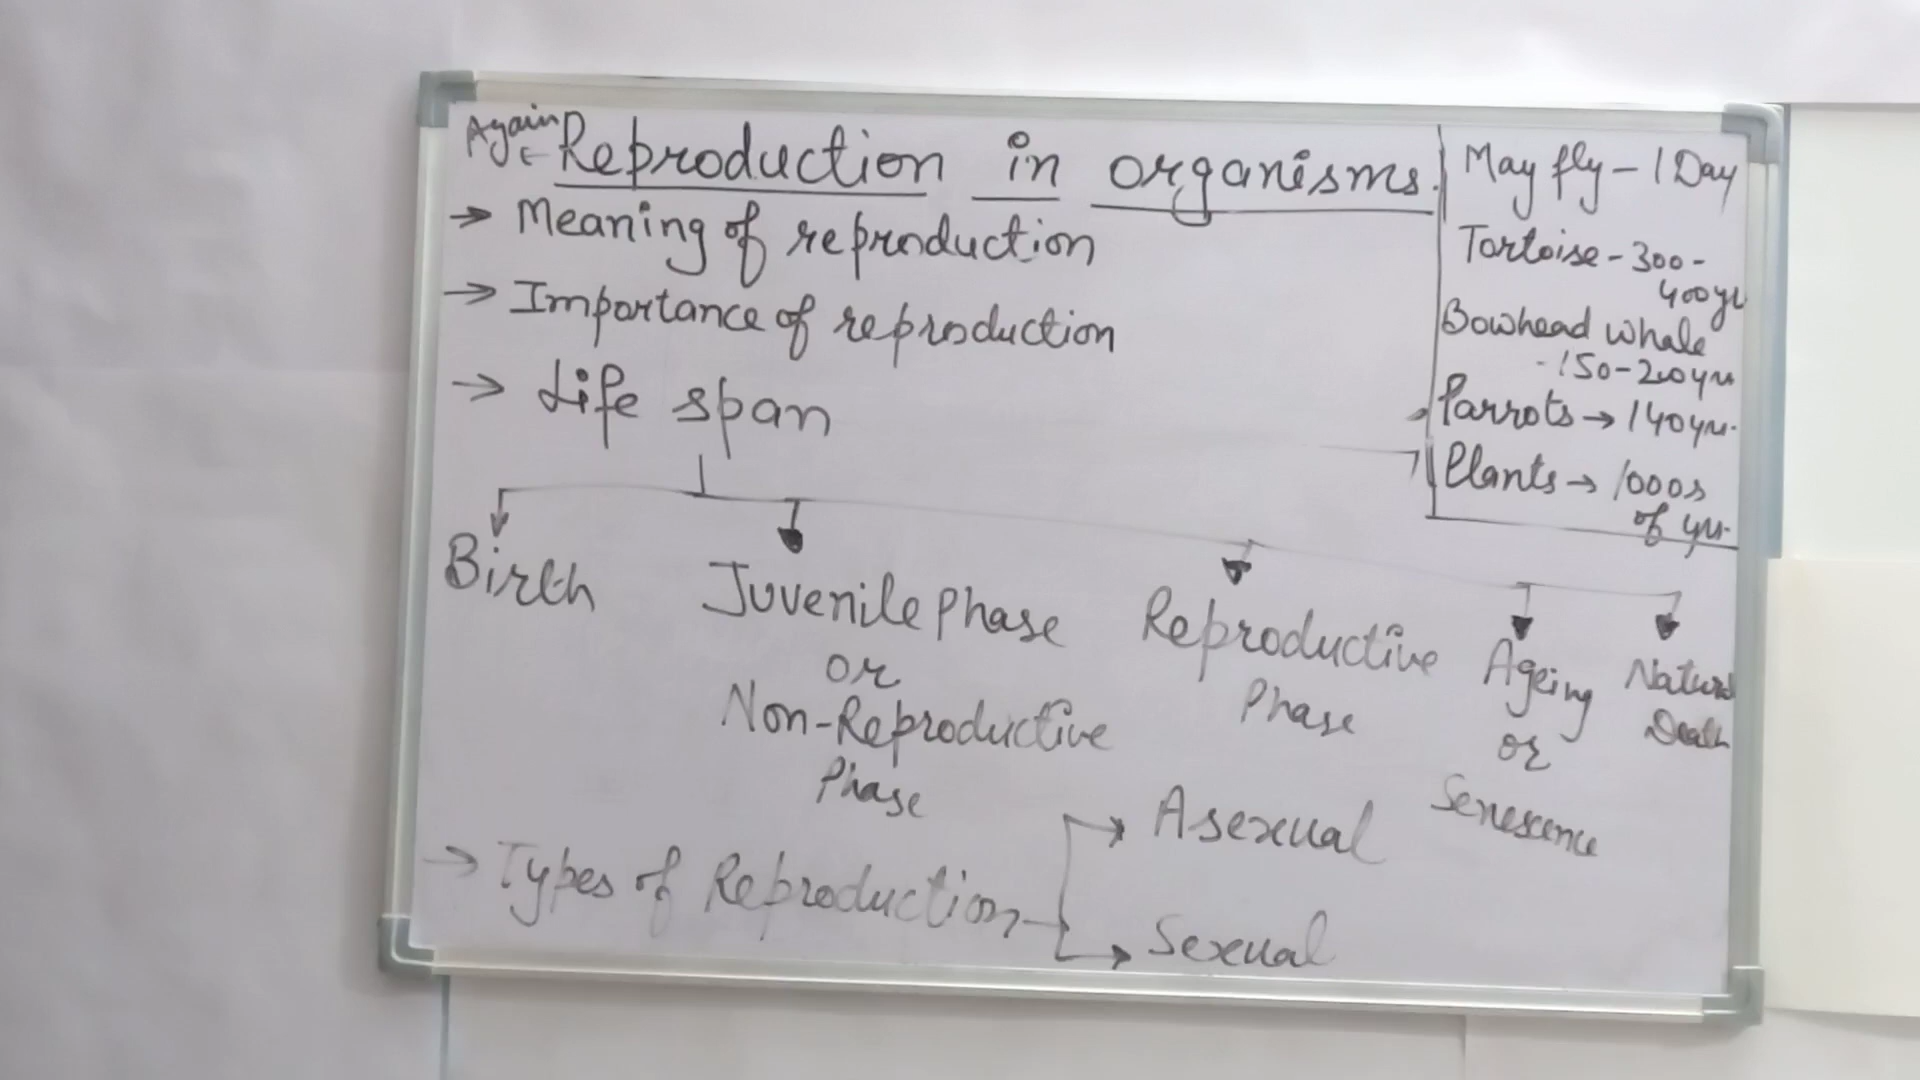 Again
Reproduction in organisms.
→ Meaning of reproduction
→ Importance of reproduction
→ Life span
Birth
Juvenile Phase
or
Non-Reproductive
Phase
Reproductive
Phase
Ageing
or
Senescence
Natural
Death
→ Types of Reproduction
→ Asexual
→ Sexual
May fly - 1 Day
Tortoise - 300 -
400 yr
Bowhead whale
- 150-200 yrs
Parrots → 140 yrs.
Plants → 1000s
of yrs.